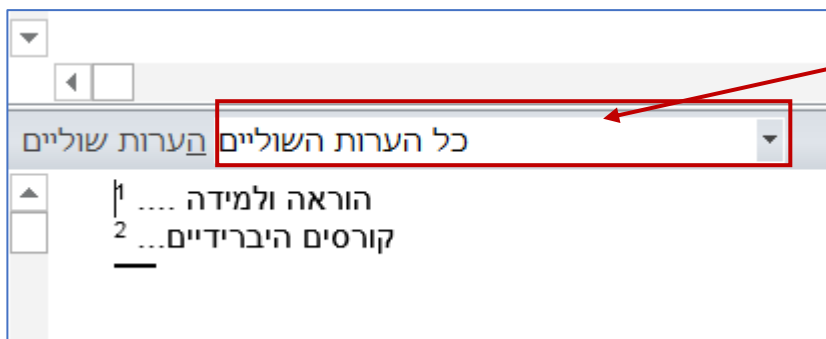 הערות שוליים כל הערות השוליים
1 הוראה ולמידה ....
2 קורסים היברידיים...